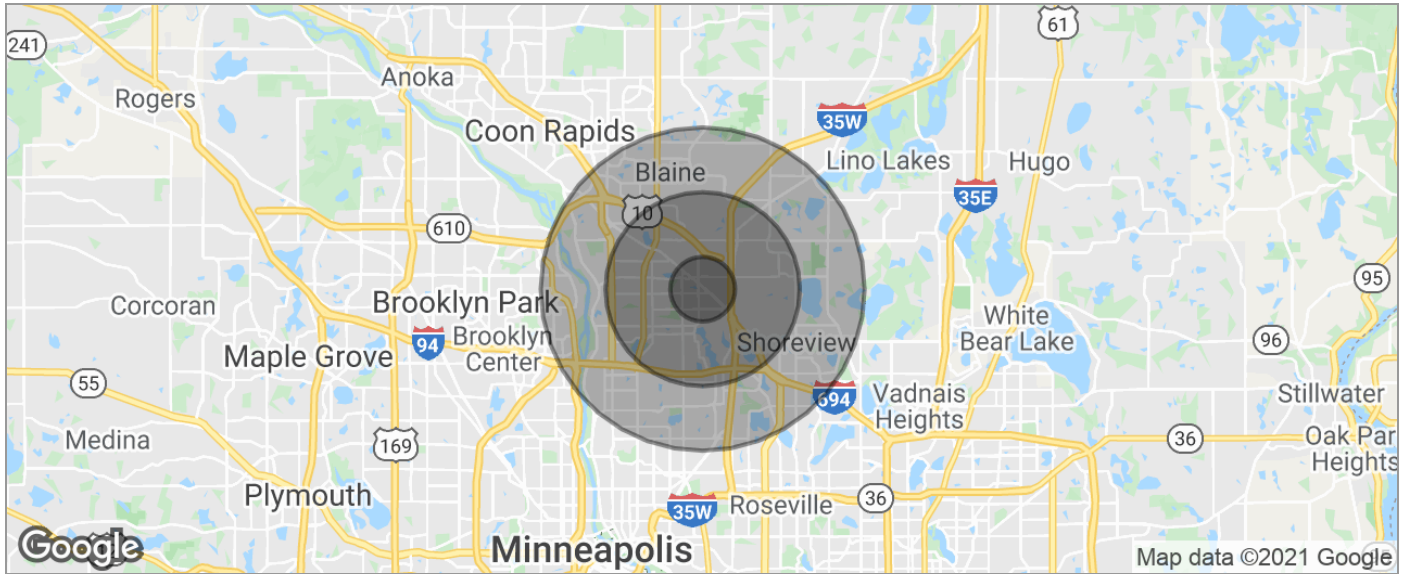 61
241
Anoka
Rogers
35W
Coon Rapids
Lino Lakes
Hugo
Blaine
35E
10
610
95
Corcoran
Brooklyn Park
White
Bear Lake
94
Brooklyn
Center
Shoreview
96
Maple Grove
55
694
Vadnais
Heights
Stillwater
Medina
169
36
Oak Par
Heights
Plymouth
35W
Roseville
36
Google
Minneapolis
Map data ©2021 Google